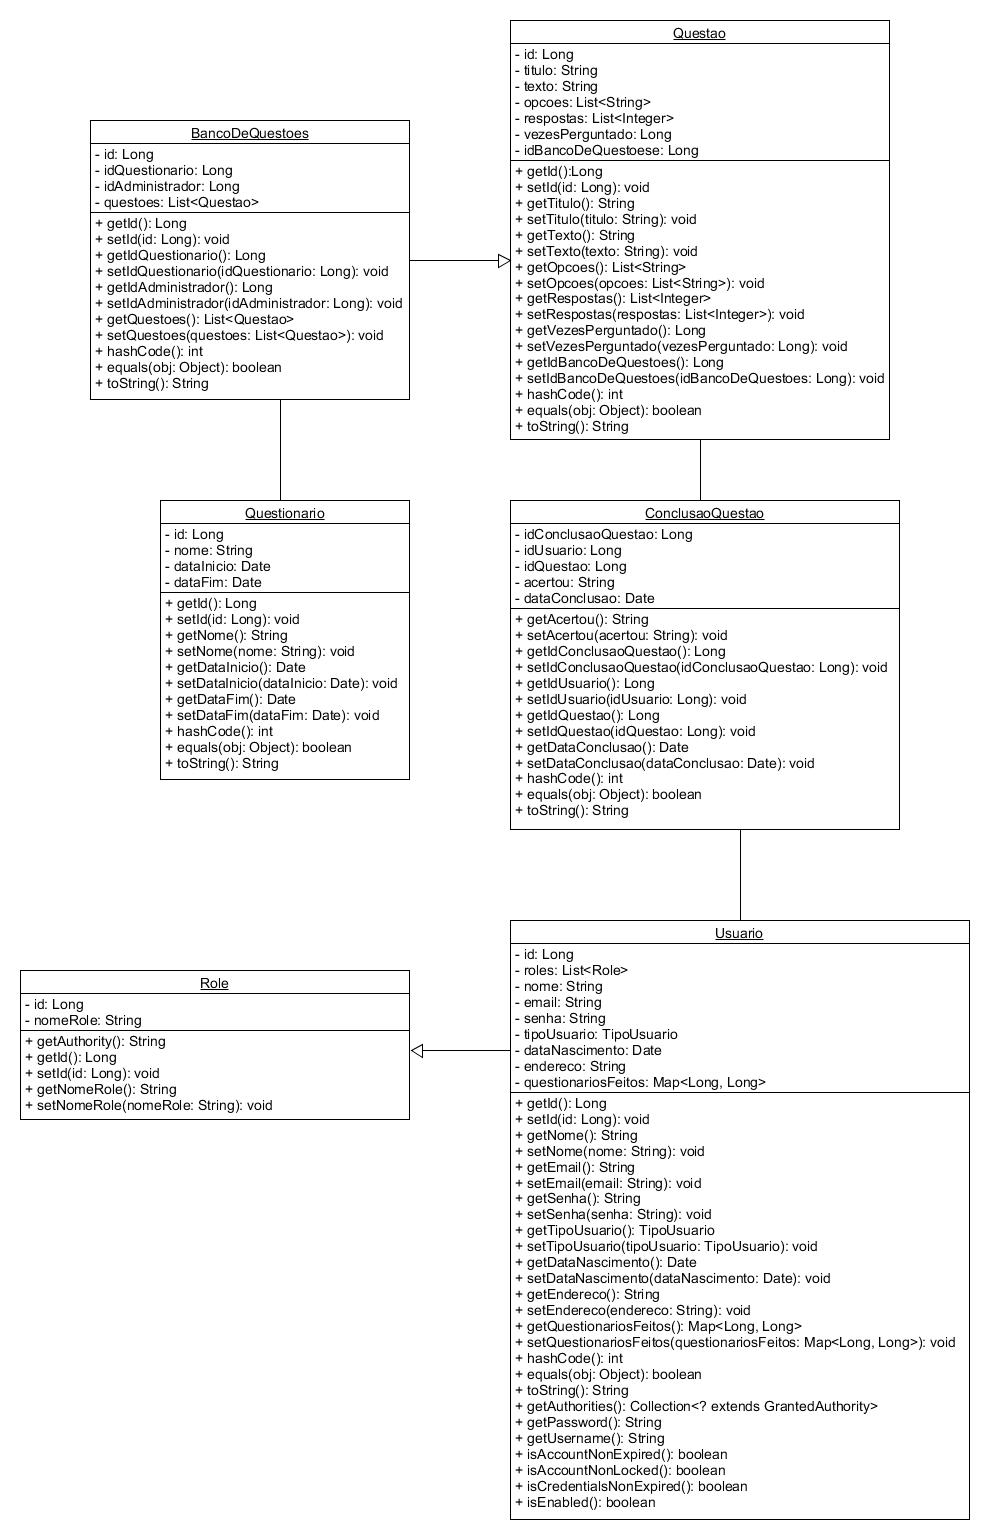 Questao
- id: Long
- titulo: String
- texto: String
- opcoes: List<String>
- respostas: List<Integer>
- vezesPerguntado: Long
- idBancoDeQuestoese: Long
+ getId():Long
+ setId(id: Long): void
+ getTitulo(): String
+ setTitulo(titulo: String): void
+ getTexto(): String
+ setTexto(texto: String): void
+ getOpcoes(): List<String>
+ setOpcoes(opcoes: List<String>): void
+ getRespostas(): List<Integer>
+ setRespostas(respostas: List<Integer>): void
+ getVezesPerguntado(): Long
+ setVezesPerguntado(vezesPerguntado: Long): void
+ getIdBancoDeQuestoes(): Long
+ setIdBancoDeQuestoes(idBancoDeQuestoes: Long): void
+ hashCode(): int
+ equals(obj: Object): boolean
+ toString(): String
BancoDeQuestoes
- id: Long
- idQuestionario: Long
- idAdministrador: Long
- questoes: List<Questao>
+ getId(): Long
+ setId(id: Long): void
+ getIdQuestionario(): Long
+ setIdQuestionario(idQuestionario: Long): void
+ getIdAdministrador(): Long
+ setIdAdministrador(idAdministrador: Long): void
+ getQuestoes(): List<Questao>
+ setQuestoes(questoes: List<Questao>): void
+ hashCode(): int
+ equals(obj: Object): boolean
+ toString(): String
Questionario
- id: Long
- nome: String
- dataInicio: Date
- dataFim: Date
+ getId(): Long
+ setId(id: Long): void
+ getNome(): String
+ setNome(nome: String): void
+ getDataInicio(): Date
+ setDataInicio(dataInicio: Date): void
+ getDataFim(): Date
+ setDataFim(dataFim: Date): void
+ hashCode(): int
+ equals(obj: Object): boolean
+ toString(): String
ConclusaoQuestao
- idConclusaoQuestao: Long
- idUsuario: Long
- idQuestao: Long
- acertou: String
- dataConclusao: Date
+ getAcertou(): String
+ setAcertou(acertou: String): void
+ getIdConclusaoQuestao(): Long
+ setIdConclusaoQuestao(idConclusaoQuestao: Long): void
+ getIdUsuario(): Long
+ setIdUsuario(idUsuario: Long): void
+ getIdQuestao(): Long
+ setIdQuestao(idQuestao: Long): void
+ getDataConclusao(): Date
+ setDataConclusao(dataConclusao: Date): void
+ hashCode(): int
+ equals(obj: Object): boolean
+ toString(): String
Role
- id: Long
- nomeRole: String
+ getAuthority(): String
+ getId(): Long
+ setId(id: Long): void
+ getNomeRole(): String
+ setNomeRole(nomeRole: String): void
Usuario
- id: Long
- roles: List<Role>
- nome: String
- email: String
- senha: String
- tipoUsuario: TipoUsuario
- dataNascimento: Date
- endereco: String
- questionariosFeitos: Map<Long, Long>
+ getId(): Long
+ setId(id: Long): void
+ getNome(): String
+ setNome(nome: String): void
+ getEmail(): String
+ setEmail(email: String): void
+ getSenha(): String
+ setSenha(senha: String): void
+ getTipoUsuario(): TipoUsuario
+ setTipoUsuario(tipoUsuario: TipoUsuario): void
+ getDataNascimento(): Date
+ setDataNascimento(dataNascimento: Date): void
+ getEndereco(): String
+ setEndereco(endereco: String): void
+ getQuestionariosFeitos(): Map<Long, Long>
+ setQuestionariosFeitos(questionariosFeitos: Map<Long, Long>): void
+ hashCode(): int
+ equals(obj: Object): boolean
+ toString(): String
+ getAuthorities(): Collection<? extends GrantedAuthority>
+ getPassword(): String
+ getUsername(): String
+ isAccountNonExpired(): boolean
+ isAccountNonLocked(): boolean
+ isCredentialsNonExpired(): boolean
+ isEnabled(): boolean